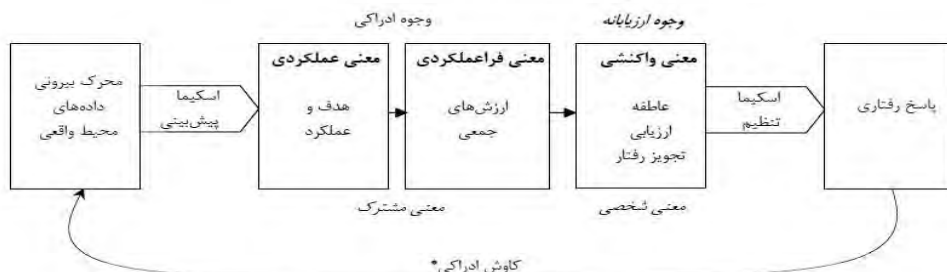 وجوه ادراکی
وجوه ارزیابانه
محرک بیرونی
داده‌های
محیط واقعی
اسکیما
پیش‌بینی
معنی عملکردی
هدف و
عملکرد
معنی فراعملکردی
ارزش‌های
جمعی
معنی واکنشی
عاطفه
ارزیابی
تجویز رفتار
اسکیما
تنظیم
پاسخ رفتاری
معنی مشترک
معنی شخصی
کاوش ادراکی*